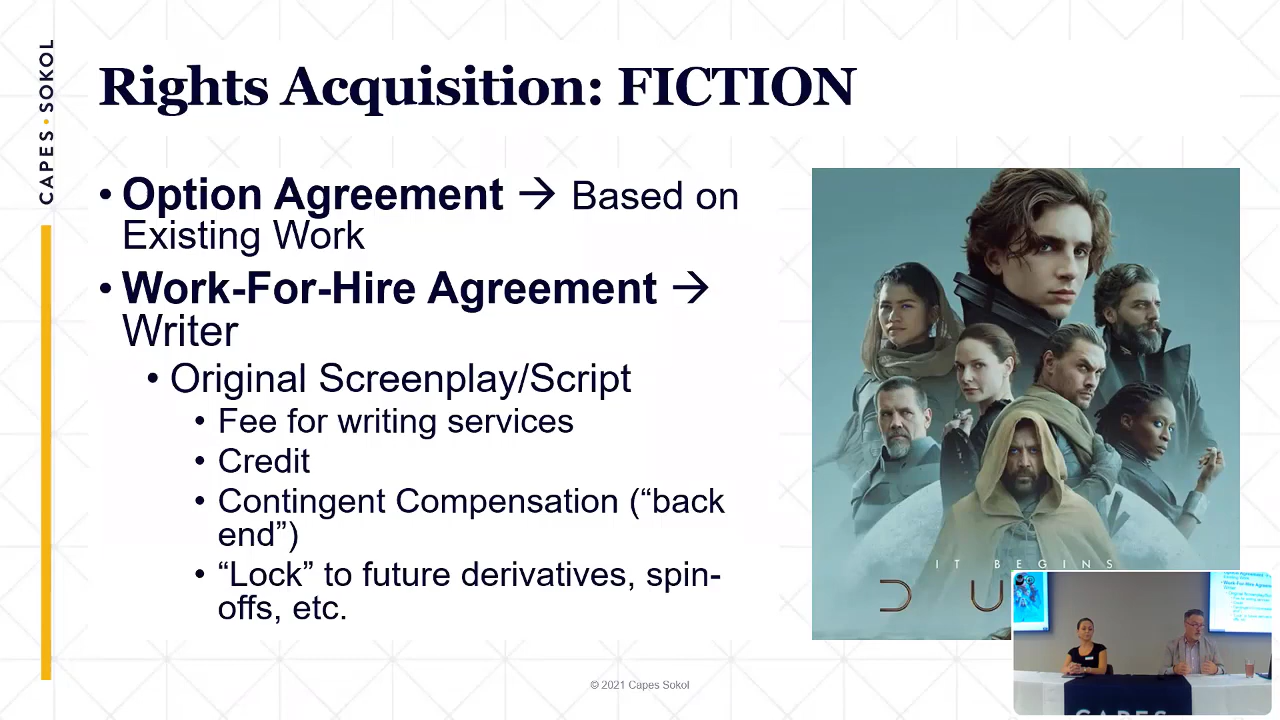 CAPES • SOKOL
Rights Acquisition: FICTION
• Option Agreement → Based on
Existing Work
• Work-For-Hire Agreement →
Writer
• Original Screenplay/Script
• Fee for writing services
• Credit
• Contingent Compensation (“back
end”)
• “Lock” to future derivatives, spin-
offs, etc.
IT BEGINS
D U
CAPES
© 2021 Capes Sokol